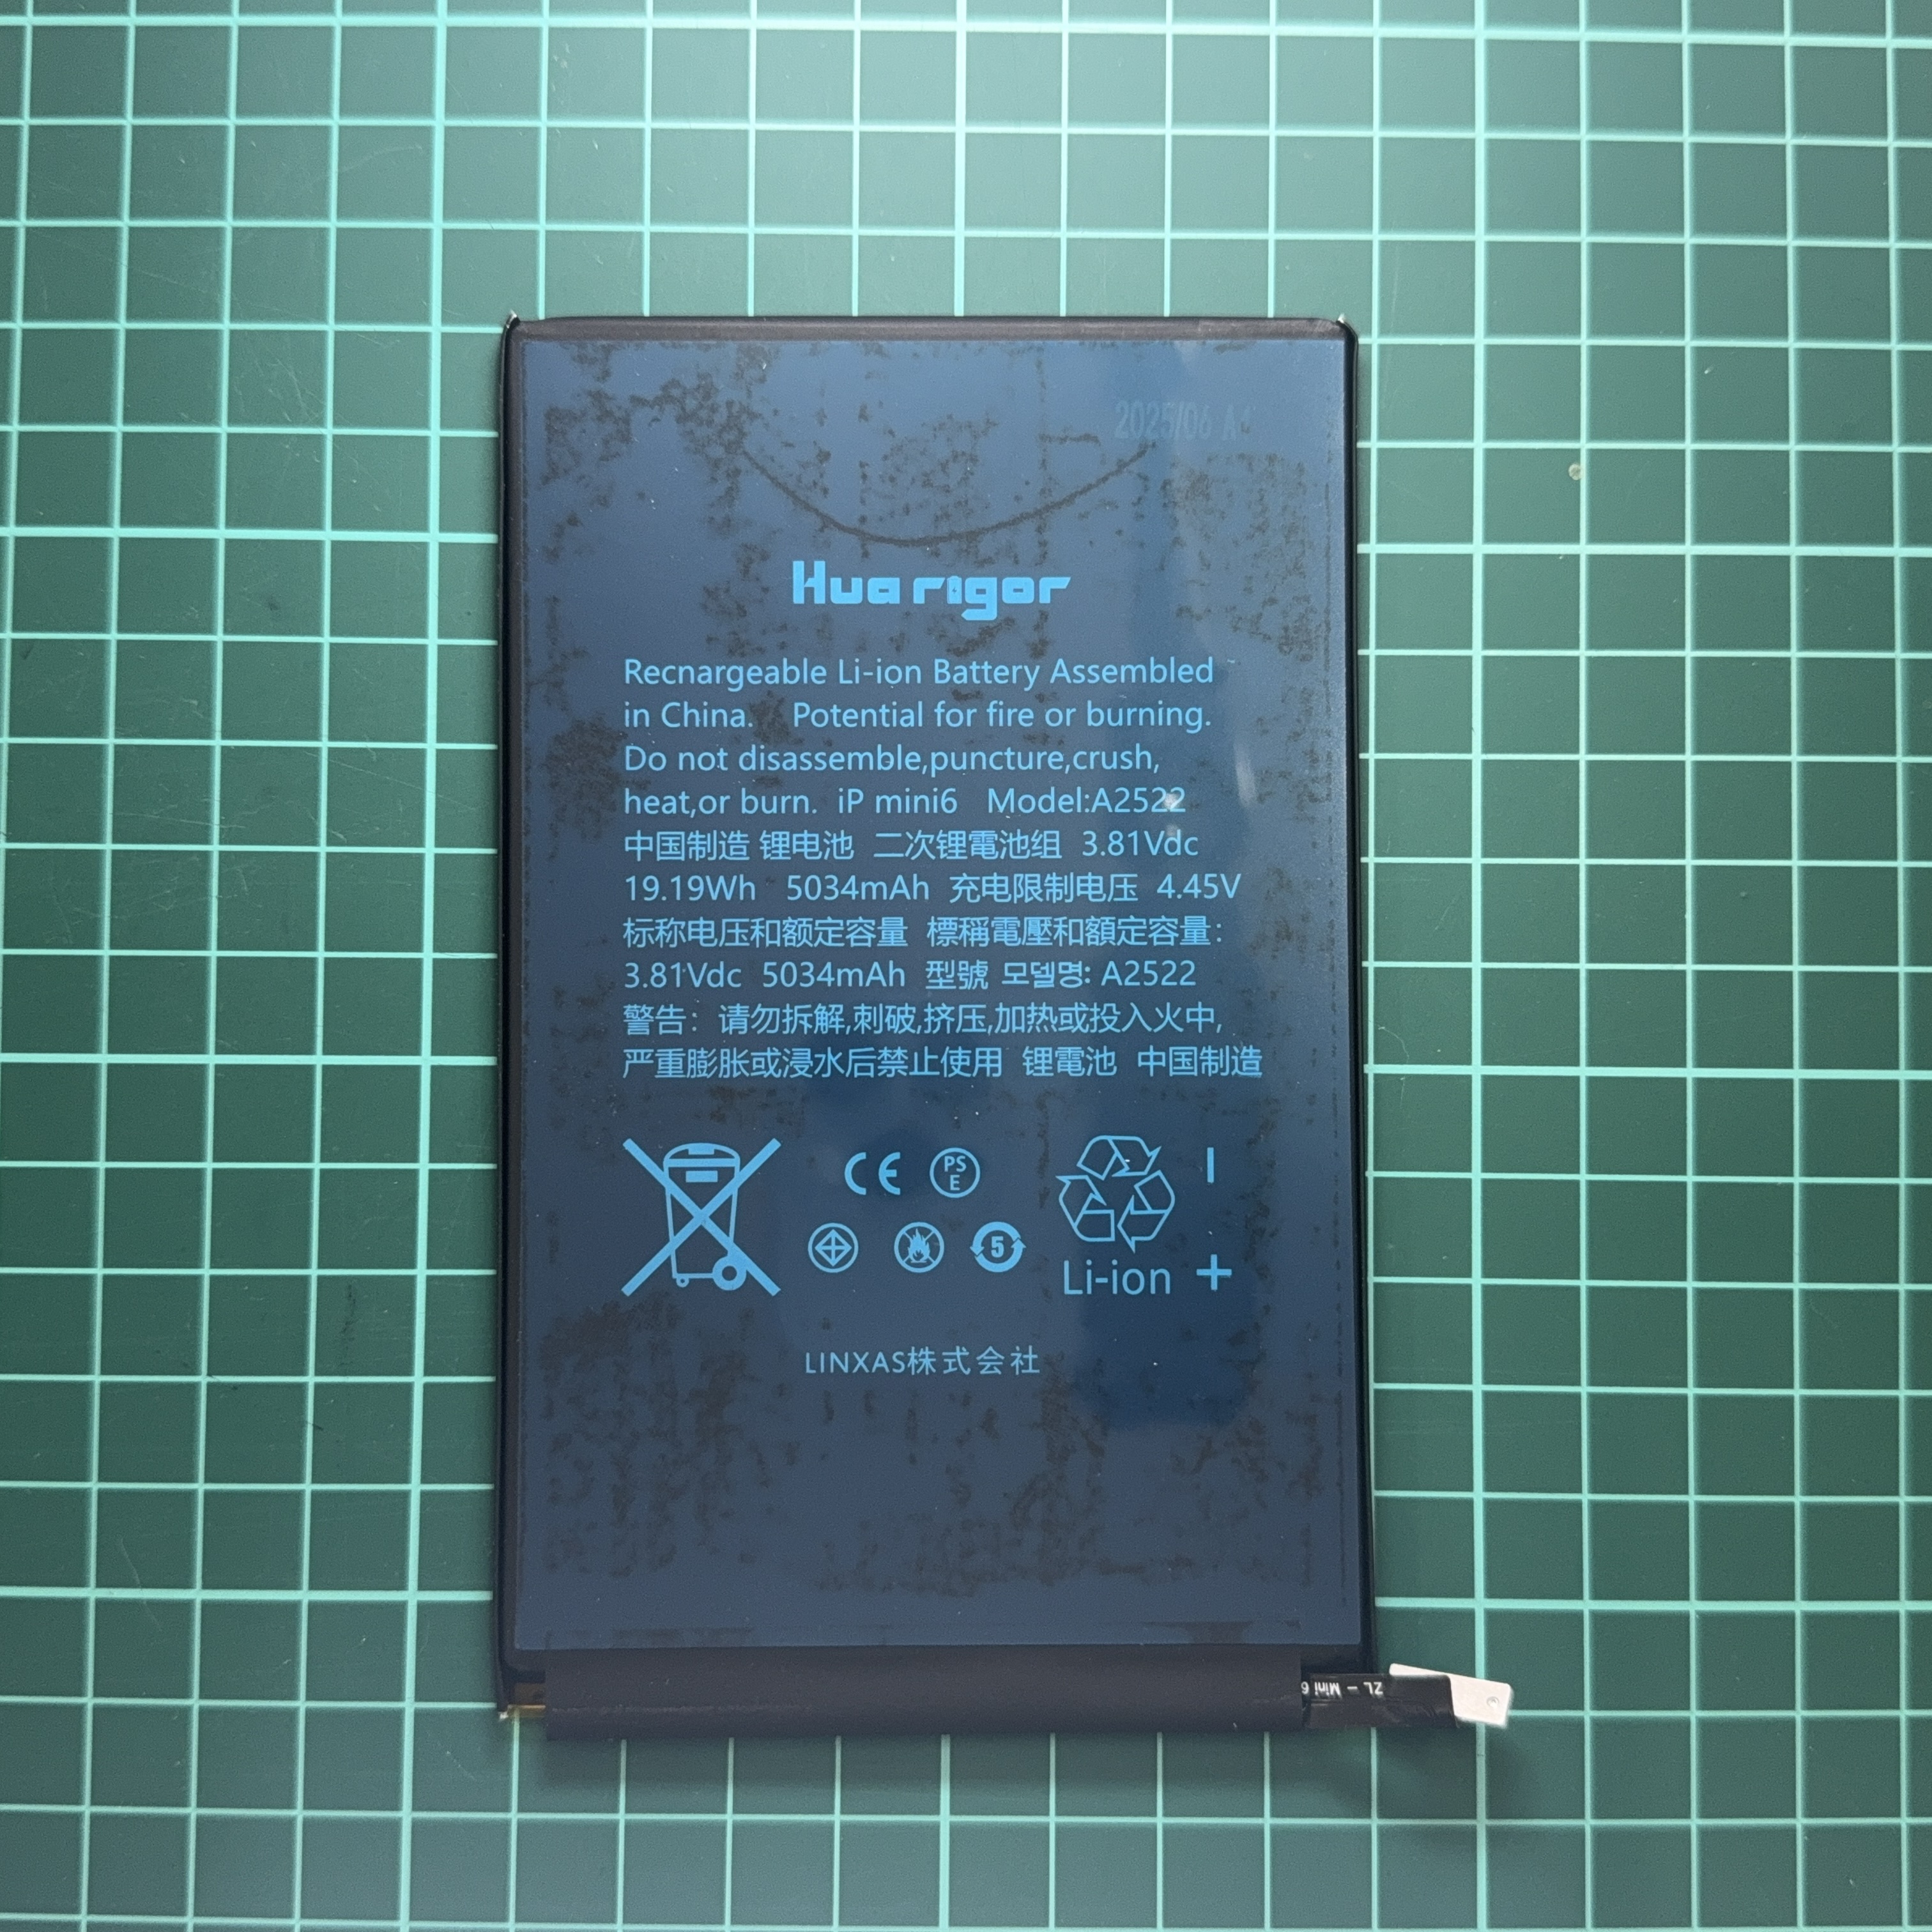 2025/06 A4
Huarigor
Recnargeable Li-ion Battery Assembled
in China. Potential for fire or burning.
Do not disassemble,puncture,crush,
heat,or burn. iP mini6 Model:A2522
中国制造 锂电池 二次锂電池组 3.81Vdc
19.19Wh 5034mAh 充电限制电压 4.45V
标称电压和额定容量 標稱電壓和額定容量：
3.81Vdc 5034mAh 型號 모델명: A2522
警告：请勿拆解,刺破,挤压,加热或投入火中,
严重膨胀或浸水后禁止使用 锂電池 中国制造
CE PS E
5
Li-ion +
LINXAS株式会社
ZL - Mini 6